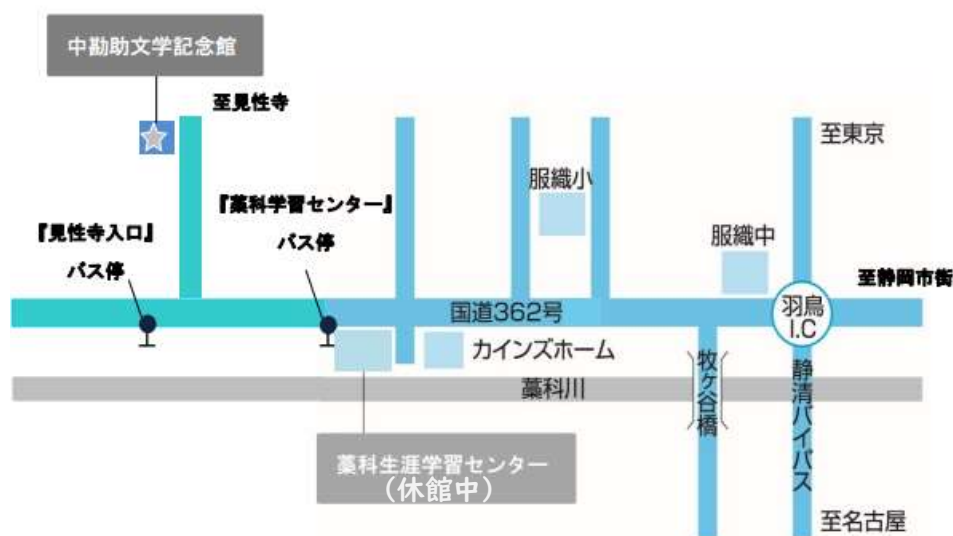 中勘助文学記念館
至見性寺
至東京
服織小
『藁科学習センター』
バス停
『見性寺入口』
バス停
服織中
至静岡市街
国道362号
羽鳥
I.C
カインズホーム
藁科川
牧ヶ谷橋
静清バイパス
藁科生涯学習センター
（休館中）
至名古屋